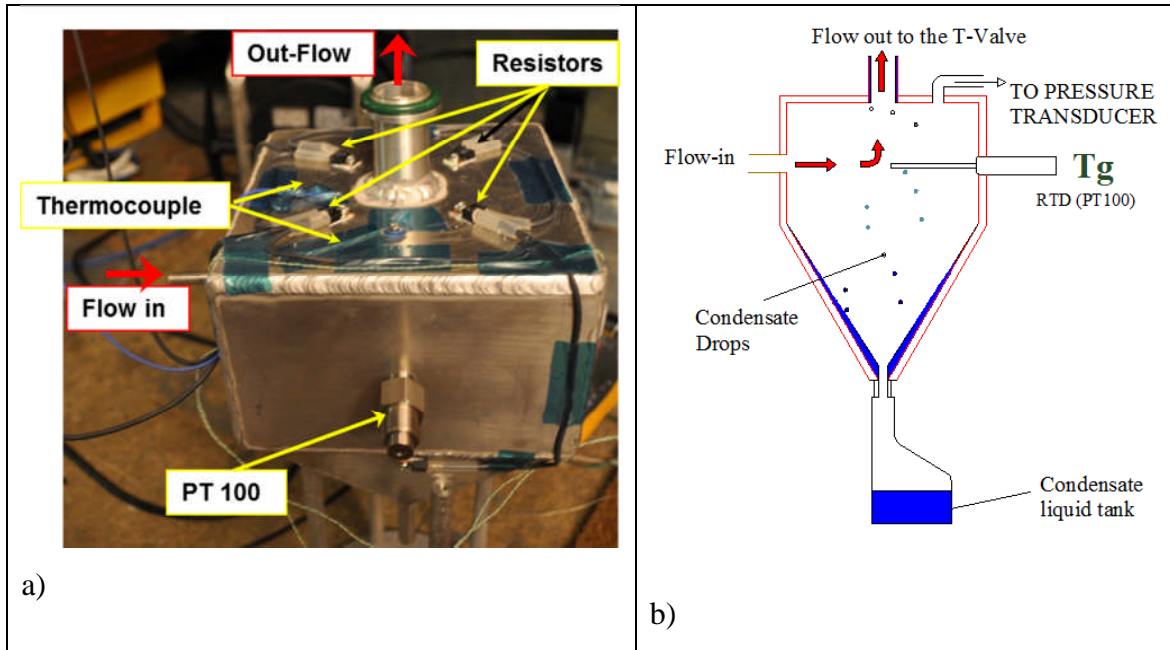 Out-Flow
Resistors
Thermocouple
Flow in
PT 100
a)
Flow out to the T-Valve
TO PRESSURE
TRANSDUCER
Flow-in
Tg
RTD (PT100)
Condensate
Drops
Condensate
liquid tank
b)